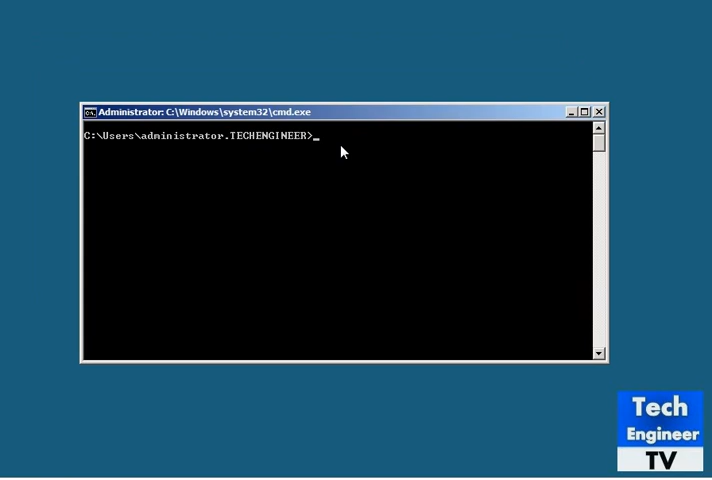 Administrator: C:\Windows\system32\cmd.exe
C:\Users\administrator.TECHENGINEER>_
Tech
Engineer
TV